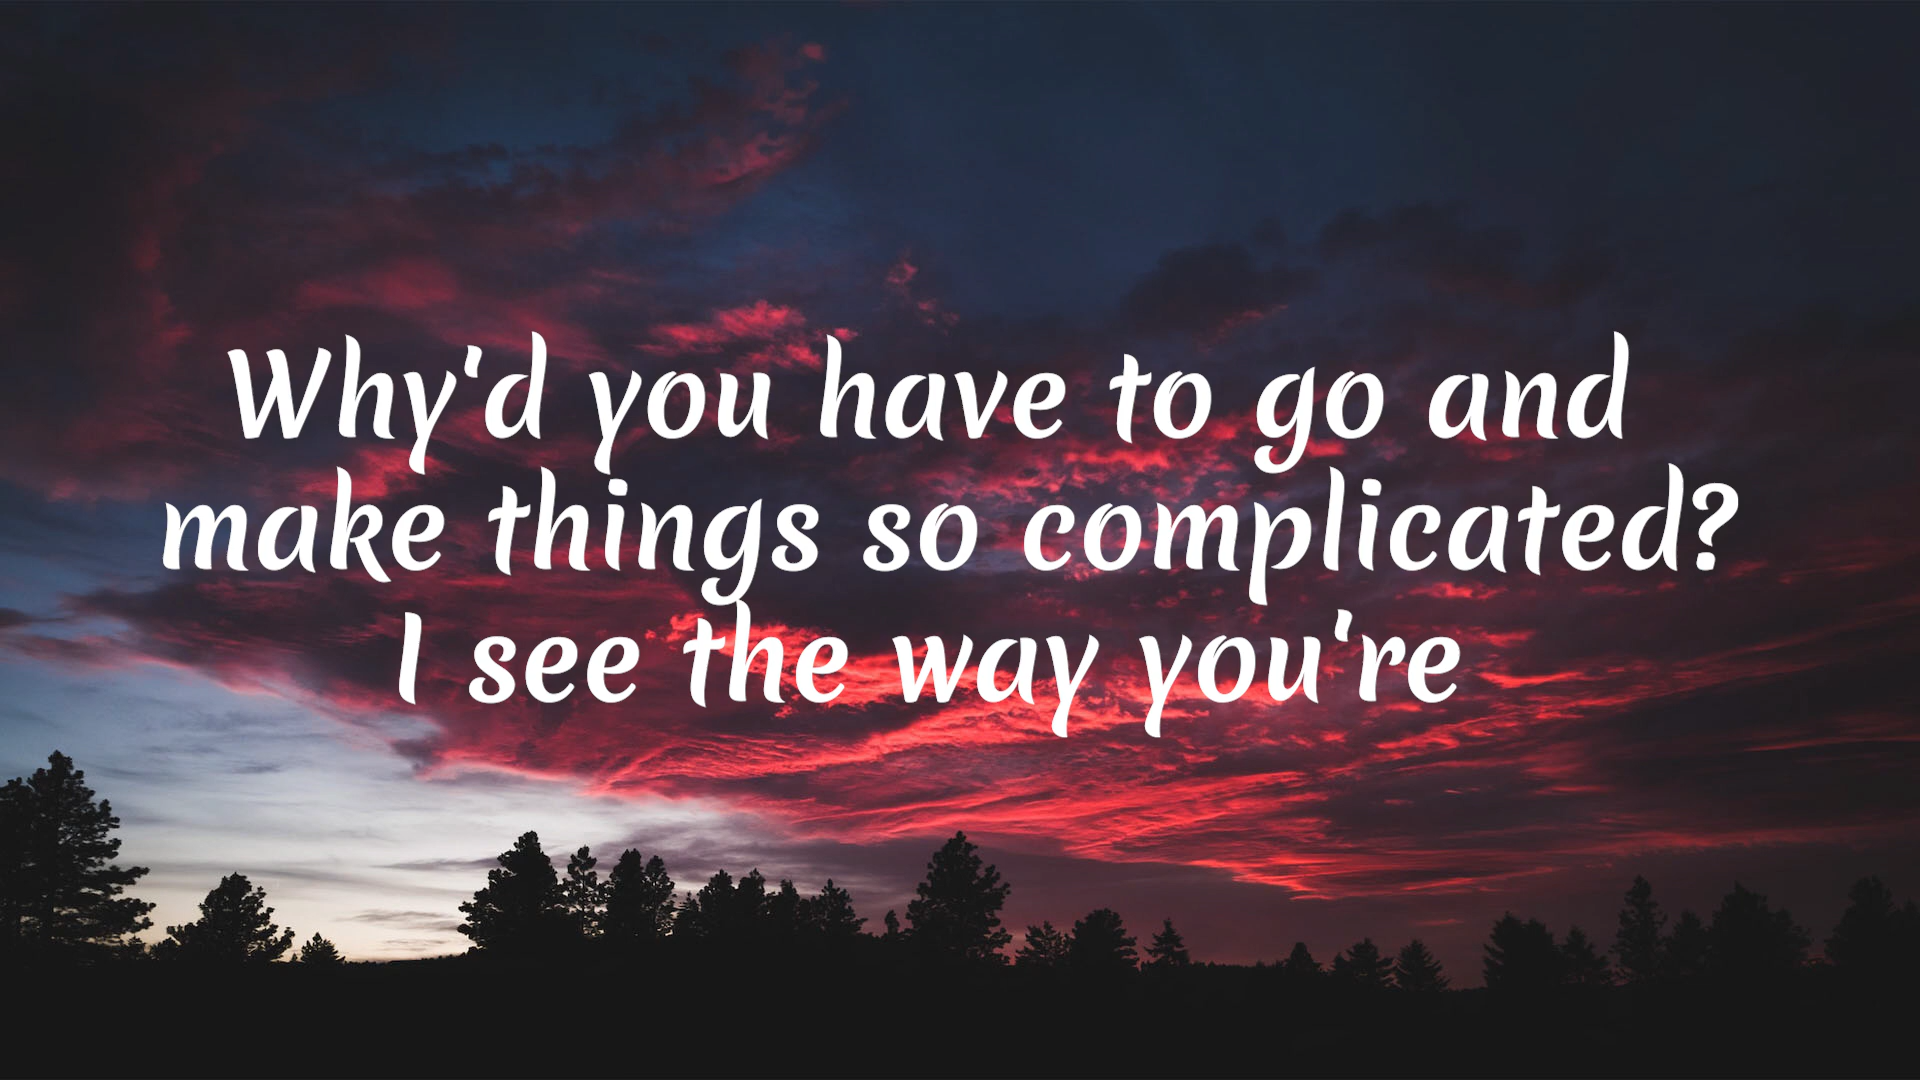 Why'd you have to go and
make things so complicated?
I see the way you're